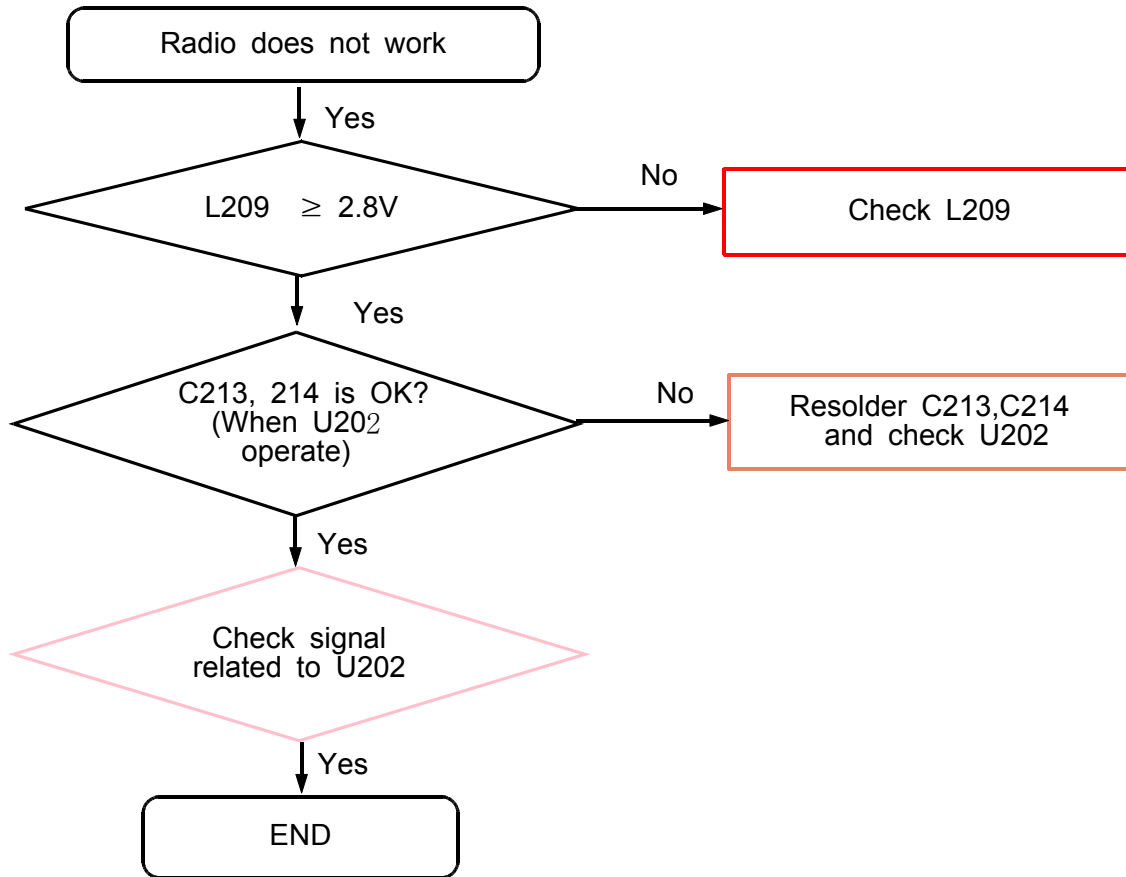 Radio does not work
Yes
L209 ≥ 2.8V
No
Check L209
Yes
C213, 214 is OK?
(When U202
operate)
No
Resolder C213,C214
and check U202
Yes
Check signal
related to U202
Yes
END